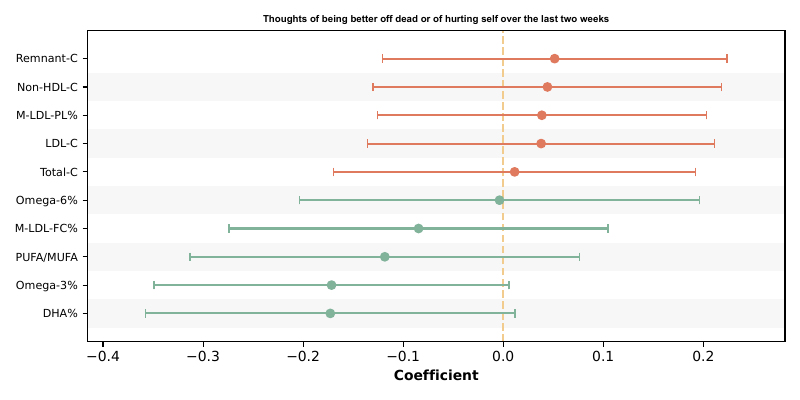 Thoughts of being better off dead or of hurting self over the last two weeks
Remnant-C
Non-HDL-C
M-LDL-PL%
LDL-C
Total-C
Omega-6%
M-LDL-FC%
PUFA/MUFA
Omega-3%
DHA%
−0.4 −0.3 −0.2 −0.1 0.0 0.1 0.2
Coefficient